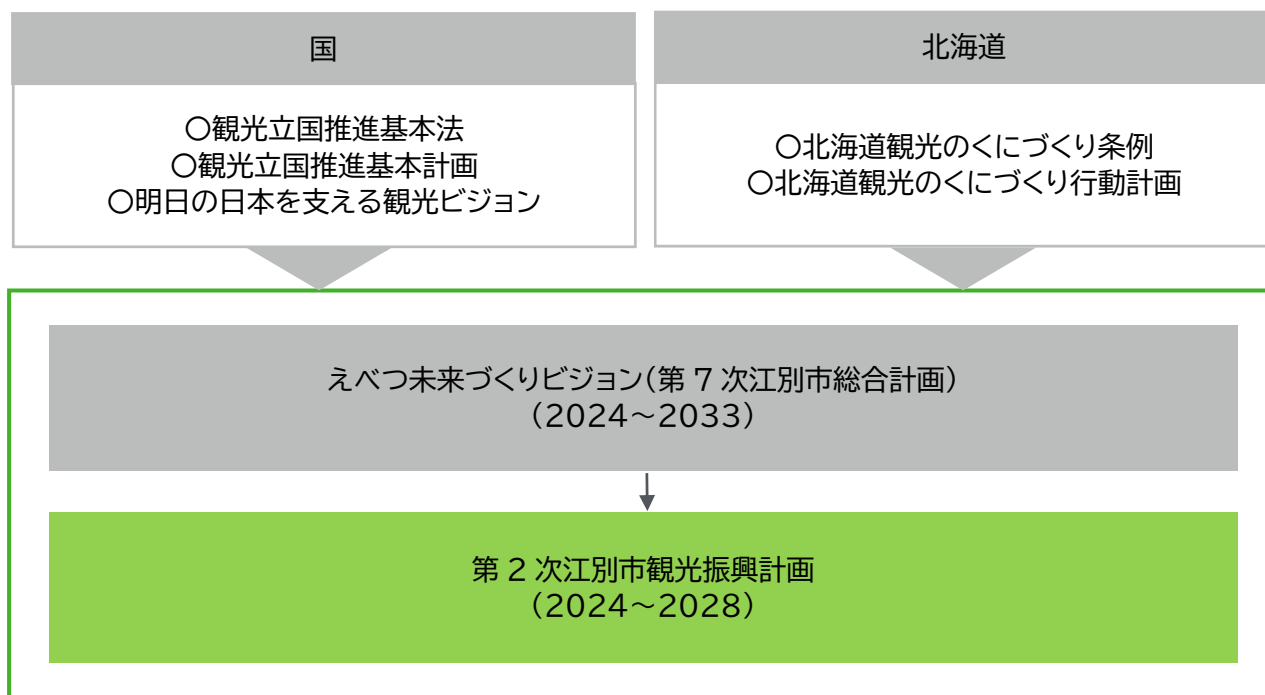 国
〇観光立国推進基本法
〇観光立国推進基本計画
〇明日の日本を支える観光ビジョン
北海道
〇北海道観光のくにづくり条例
〇北海道観光のくにづくり行動計画
えべつ未来づくりビジョン（第7次江別市総合計画）
（2024～2033）
第2次江別市観光振興計画
（2024～2028）